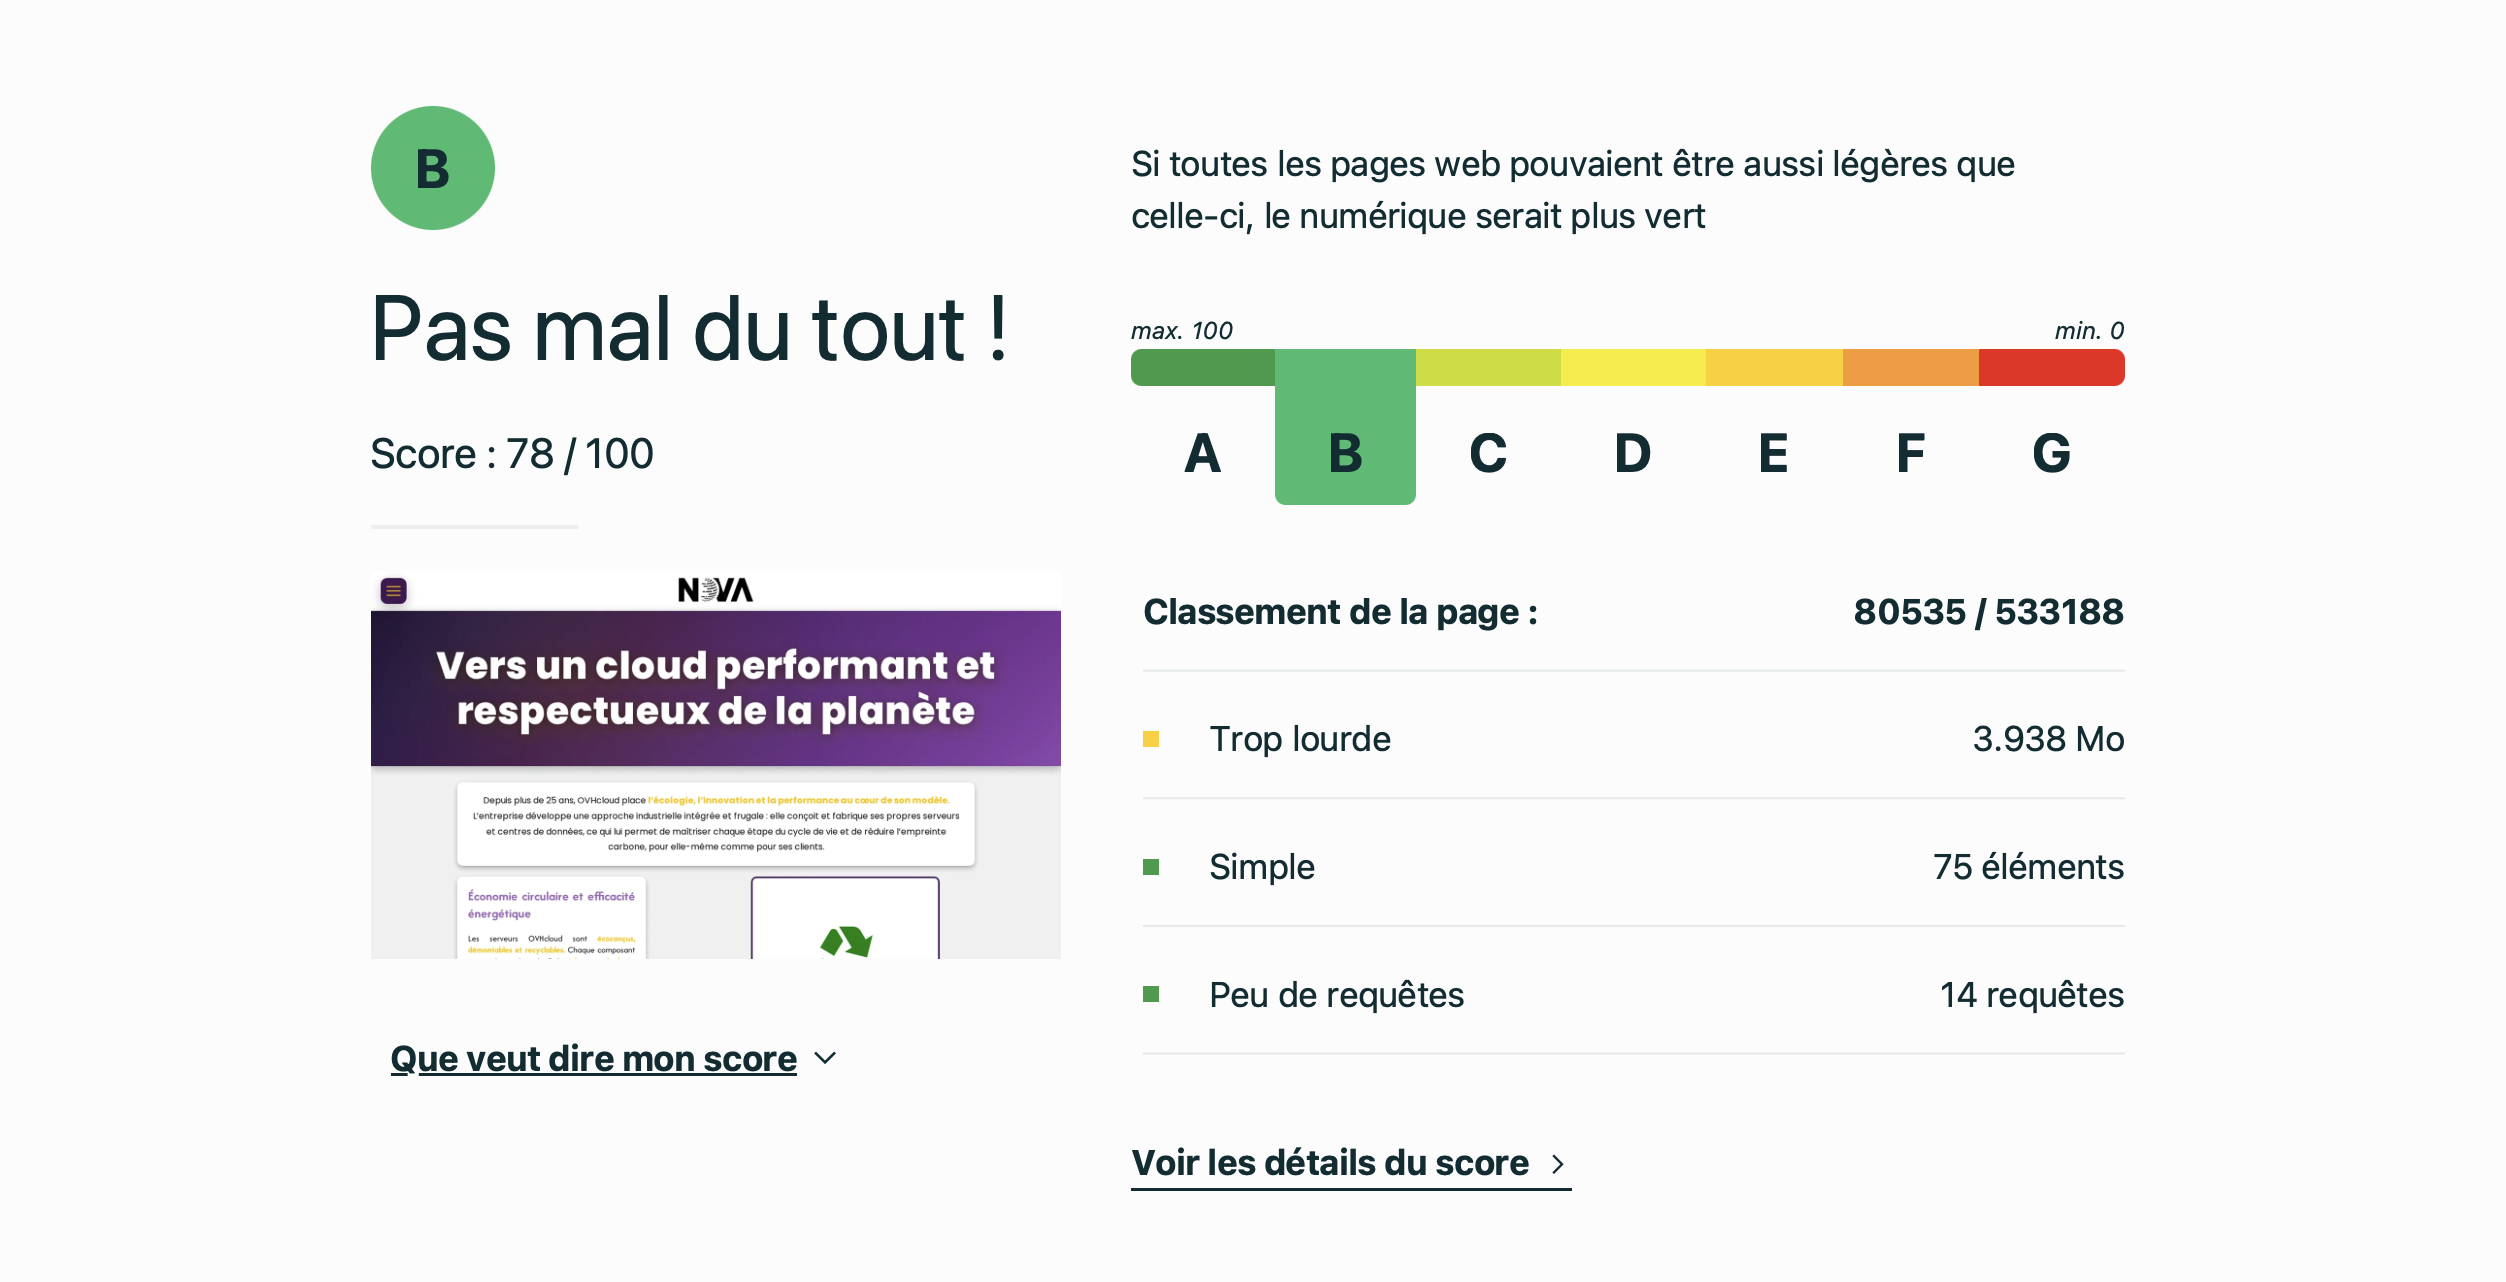 B
Pas mal du tout !
Score : 78 / 100
NOVA
Vers un cloud performant et
respectueux de la planète
Depuis plus de 25 ans, OVHcloud place l'écologie, l'innovation et la performance au cœur de son modèle.
L'entreprise développe une approche industrielle intégrée et frugale : elle conçoit et fabrique ses propres serveurs
et centres de données, ce qui lui permet de maîtriser chaque étape du cycle de vie et de réduire l'empreinte
carbone, pour elle-même comme pour ses clients.
Économie circulaire et efficacité
énergétique
Les serveurs OVHcloud sont écoconçus,
démontables et recyclables. Chaque composant
Que veut dire mon score
Si toutes les pages web pouvaient être aussi légères que
celle-ci, le numérique serait plus vert
max. 100 min. 0
A B C D E F G
Classement de la page : 80535 / 533188
Trop lourde 3.938 Mo
Simple 75 éléments
Peu de requêtes 14 requêtes
Voir les détails du score